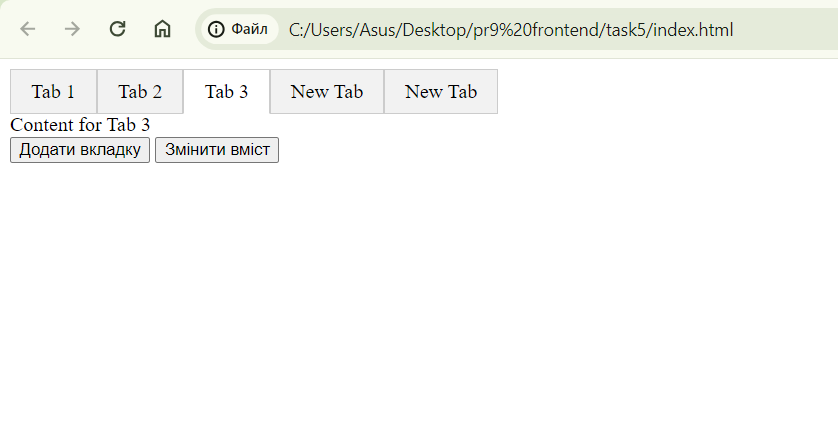 Файл C:/Users/Asus/Desktop/pr9%20frontend/task5/index.html
Tab 1 Tab 2 Tab 3 New Tab New Tab
Content for Tab 3
Додати вкладку Змінити вміст